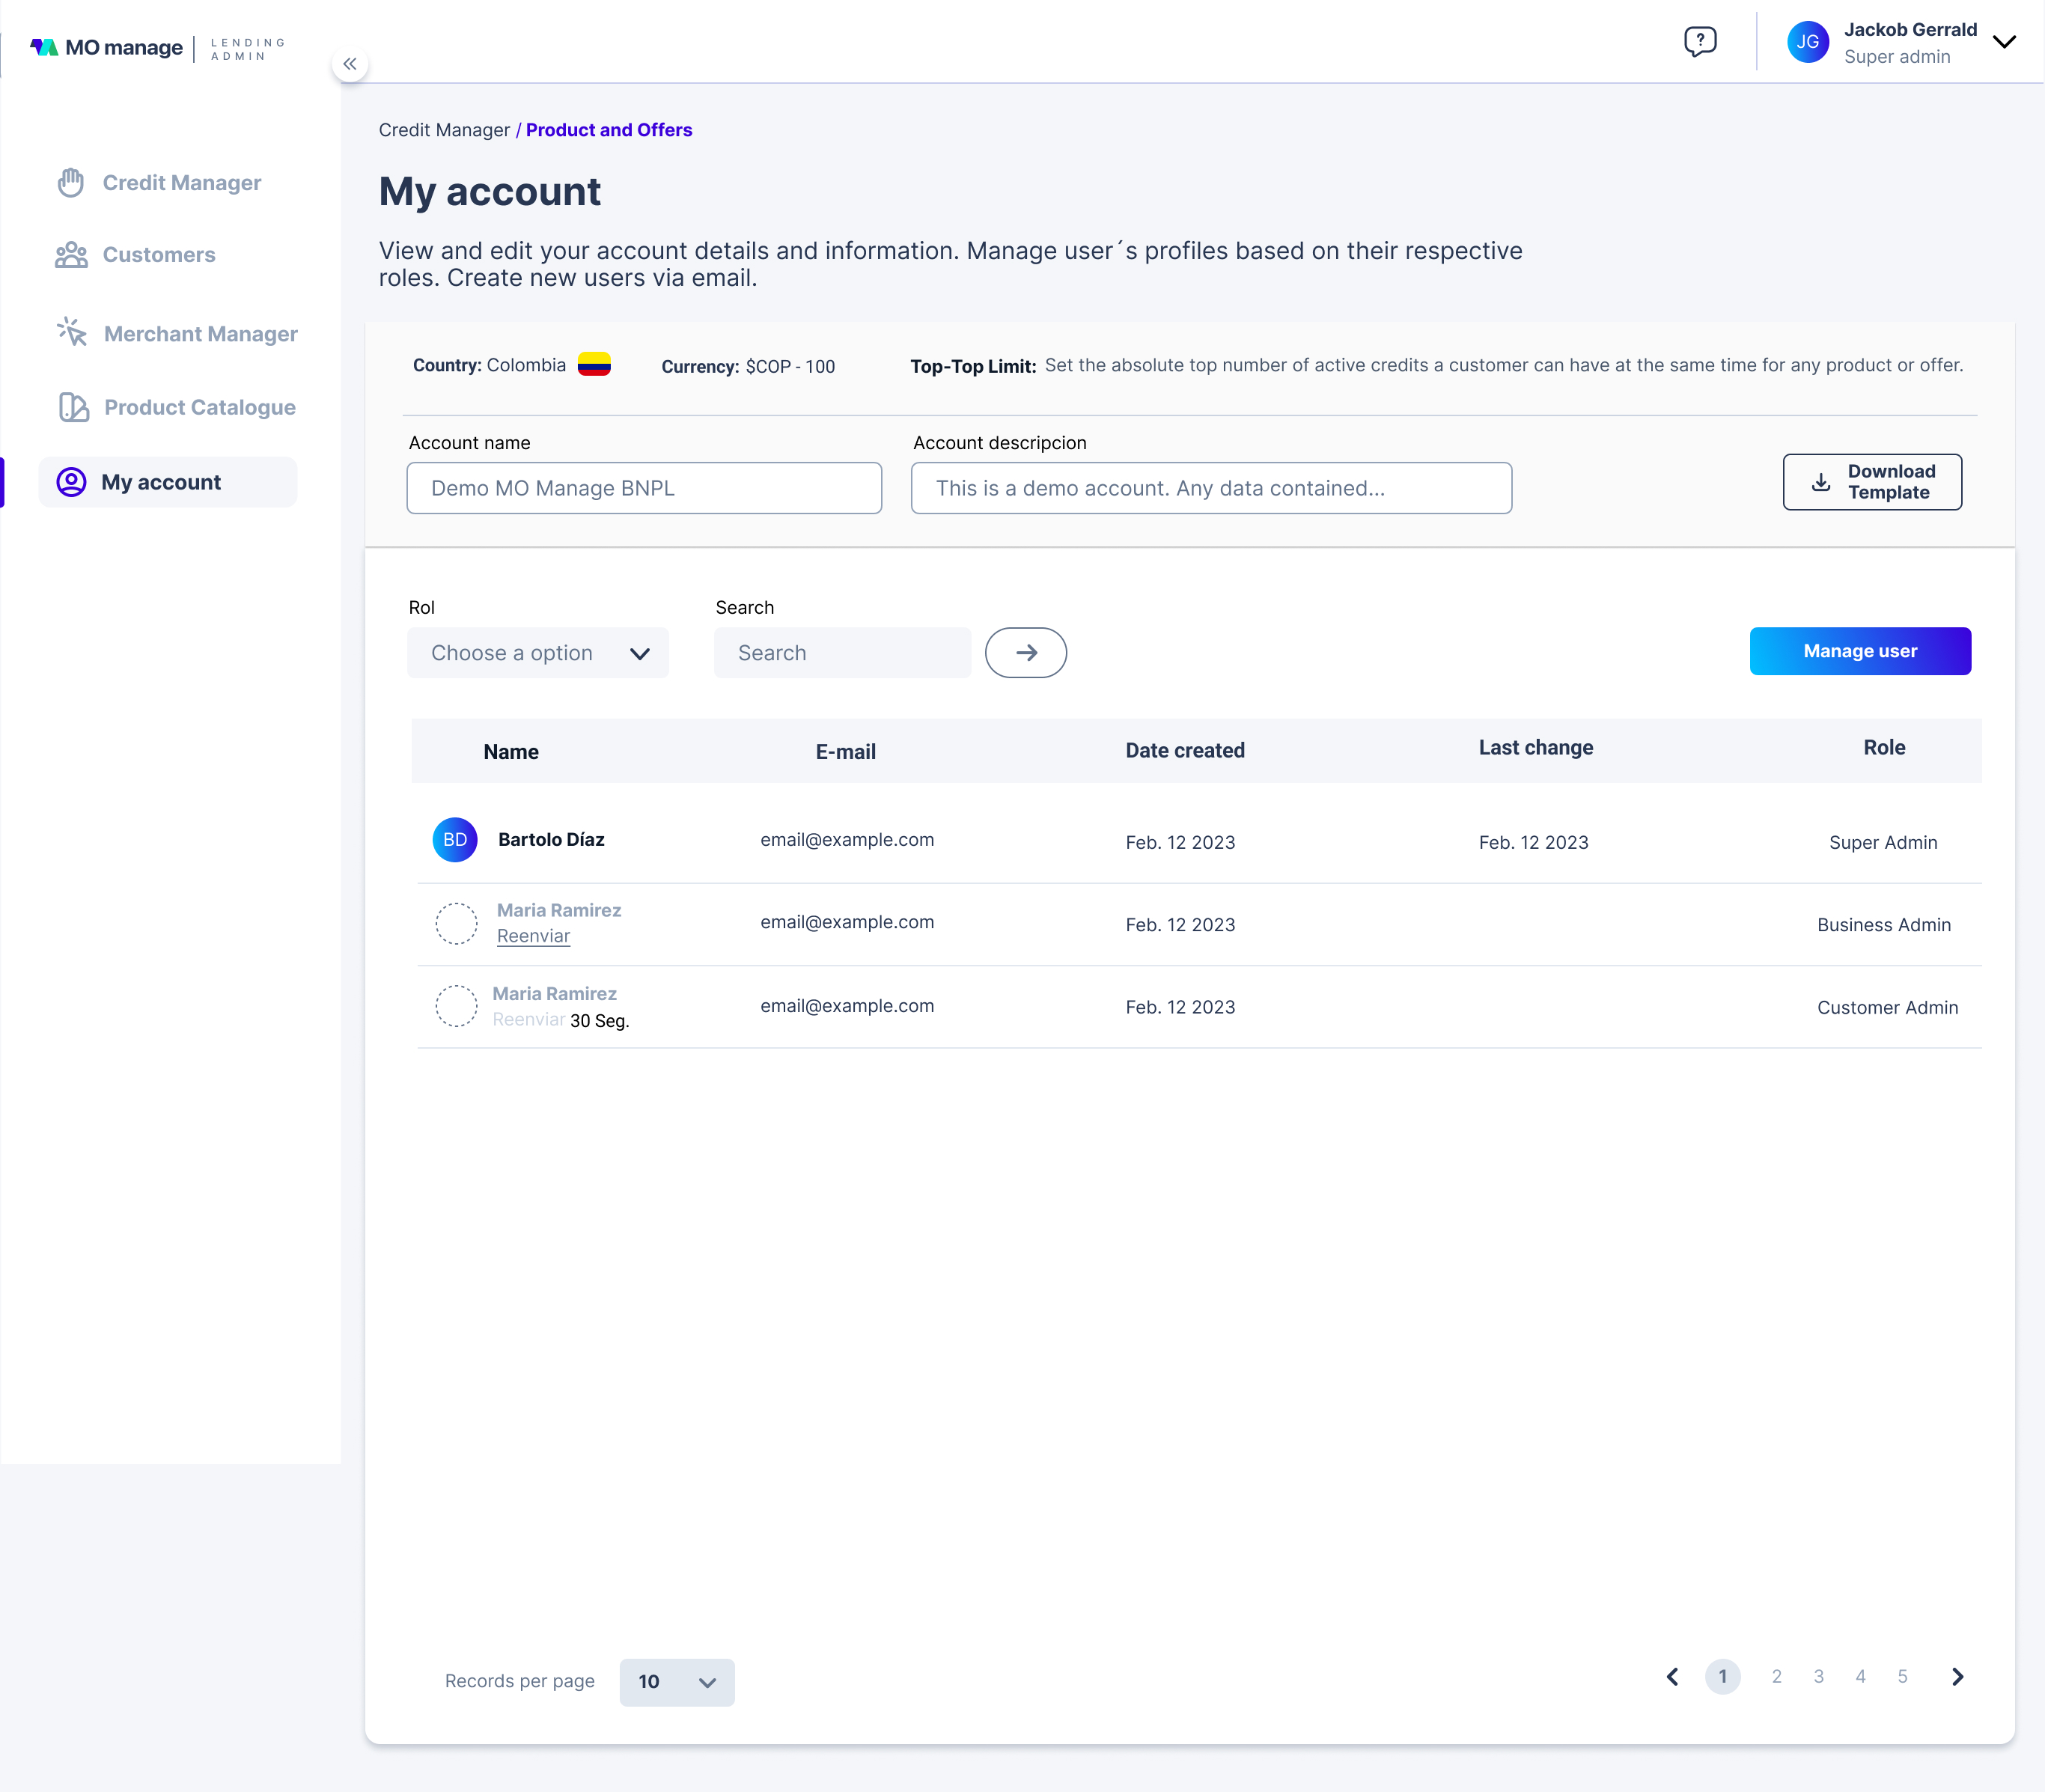 MO manage
LENDING
ADMIN
?
JG
Jackob Gerrald
Super admin
Credit Manager
Customers
Merchant Manager
Product Catalogue
My account
Credit Manager / Product and Offers
My account
View and edit your account details and information. Manage user´s profiles based on their respective
roles. Create new users via email.
Country: Colombia
Currency: $COP - 100
Top-Top Limit: Set the absolute top number of active credits a customer can have at the same time for any product or offer.
Account name
Account descripcion
Demo MO Manage BNPL
This is a demo account. Any data contained...
Download
Template
Rol
Search
Choose a option
Search
Manage user
Name E-mail Date created Last change Role
BD Bartolo Díaz email@example.com Feb. 12 2023 Feb. 12 2023 Super Admin
Maria Ramirez
Reenviar
email@example.com Feb. 12 2023 Business Admin
Maria Ramirez
Reenviar 30 Seg.
email@example.com Feb. 12 2023 Customer Admin
Records per page 10
1 2 3 4 5